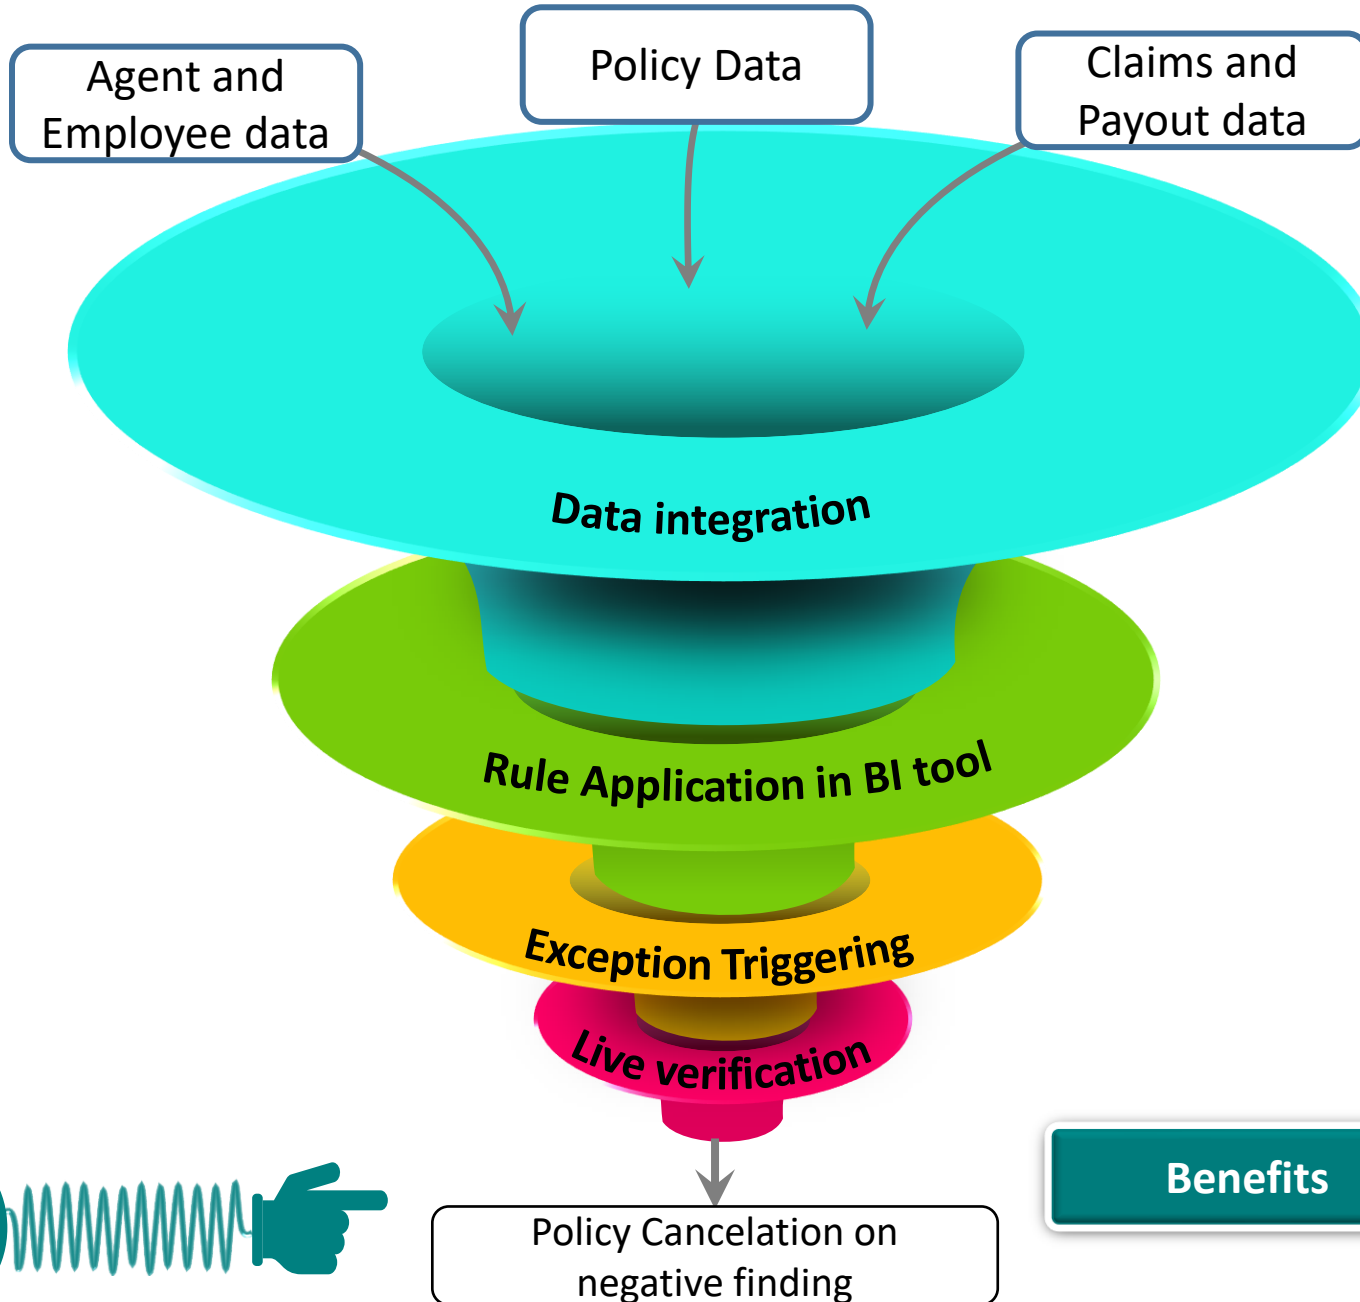 Agent and
Employee data
Policy Data
Claims and
Payout data
Data integration
Rule Application in BI tool
Exception Triggering
Live verification
Policy Cancelation on
negative finding
Benefits